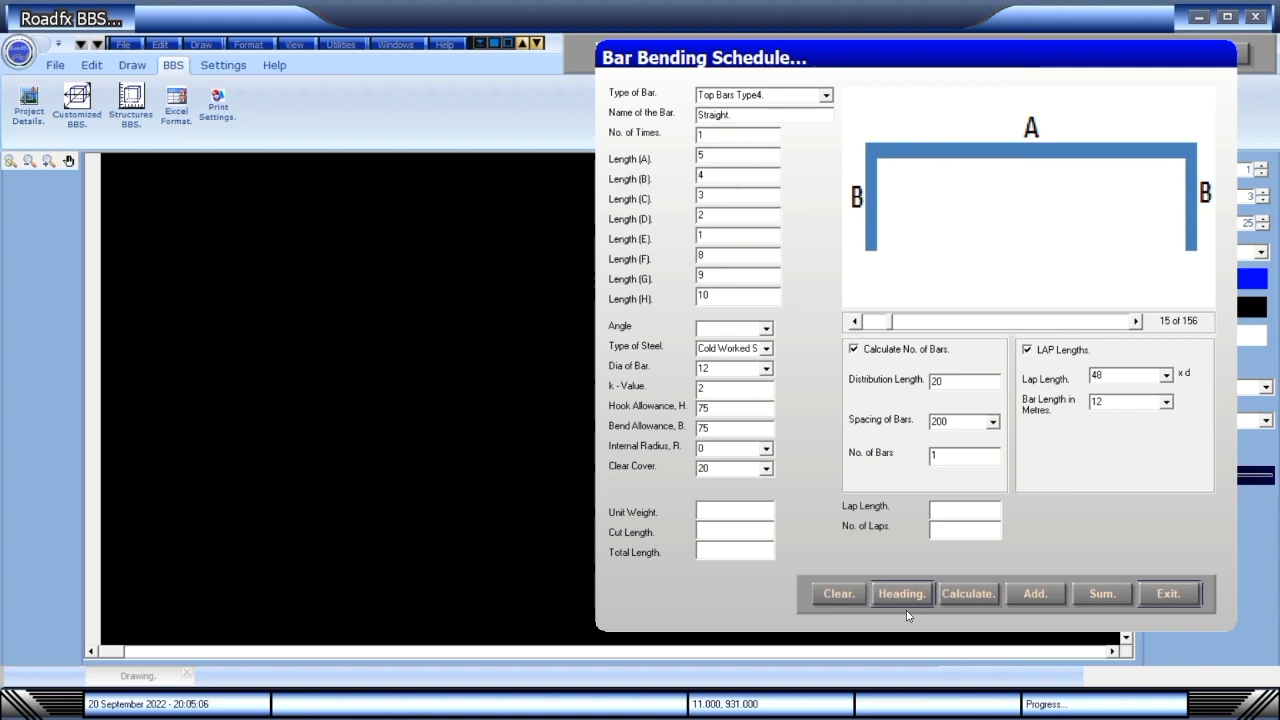 Roadfx BBS...
File Edit Draw Format View Utilities Windows Help
File Edit Draw BBS Settings Help
Project Details.
Customized BBS.
Structures BBS.
Excel Format.
Print Settings.
Bar Bending Schedule...
Type of Bar. Top Bars Type4.
Name of the Bar. Straight.
No. of Times. 1
Length (A). 5
Length (B). 4
Length (C). 3
Length (D). 2
Length (E). 1
Length (F). 8
Length (G). 9
Length (H). 10
Angle
Type of Steel. Cold Worked S
Dia of Bar. 12
k - Value. 2
Hook Allowance, H. 75
Bend Allowance, B. 75
Internal Radius, R. 0
Clear Cover. 20
Unit Weight.
Cut Length.
Total Length.
A
B B
15 of 156
Calculate No. of Bars.
Distribution Length. 20
Spacing of Bars. 200
No. of Bars 1
LAP Lengths.
Lap Length. 48 x d
Bar Length in Metres. 12
Lap Length.
No. of Laps.
Clear. Heading. Calculate. Add. Sum. Exit.
1
3
25
Drawing.
20 September 2022 - 20:05:06 11.000, 931.000 Progress...